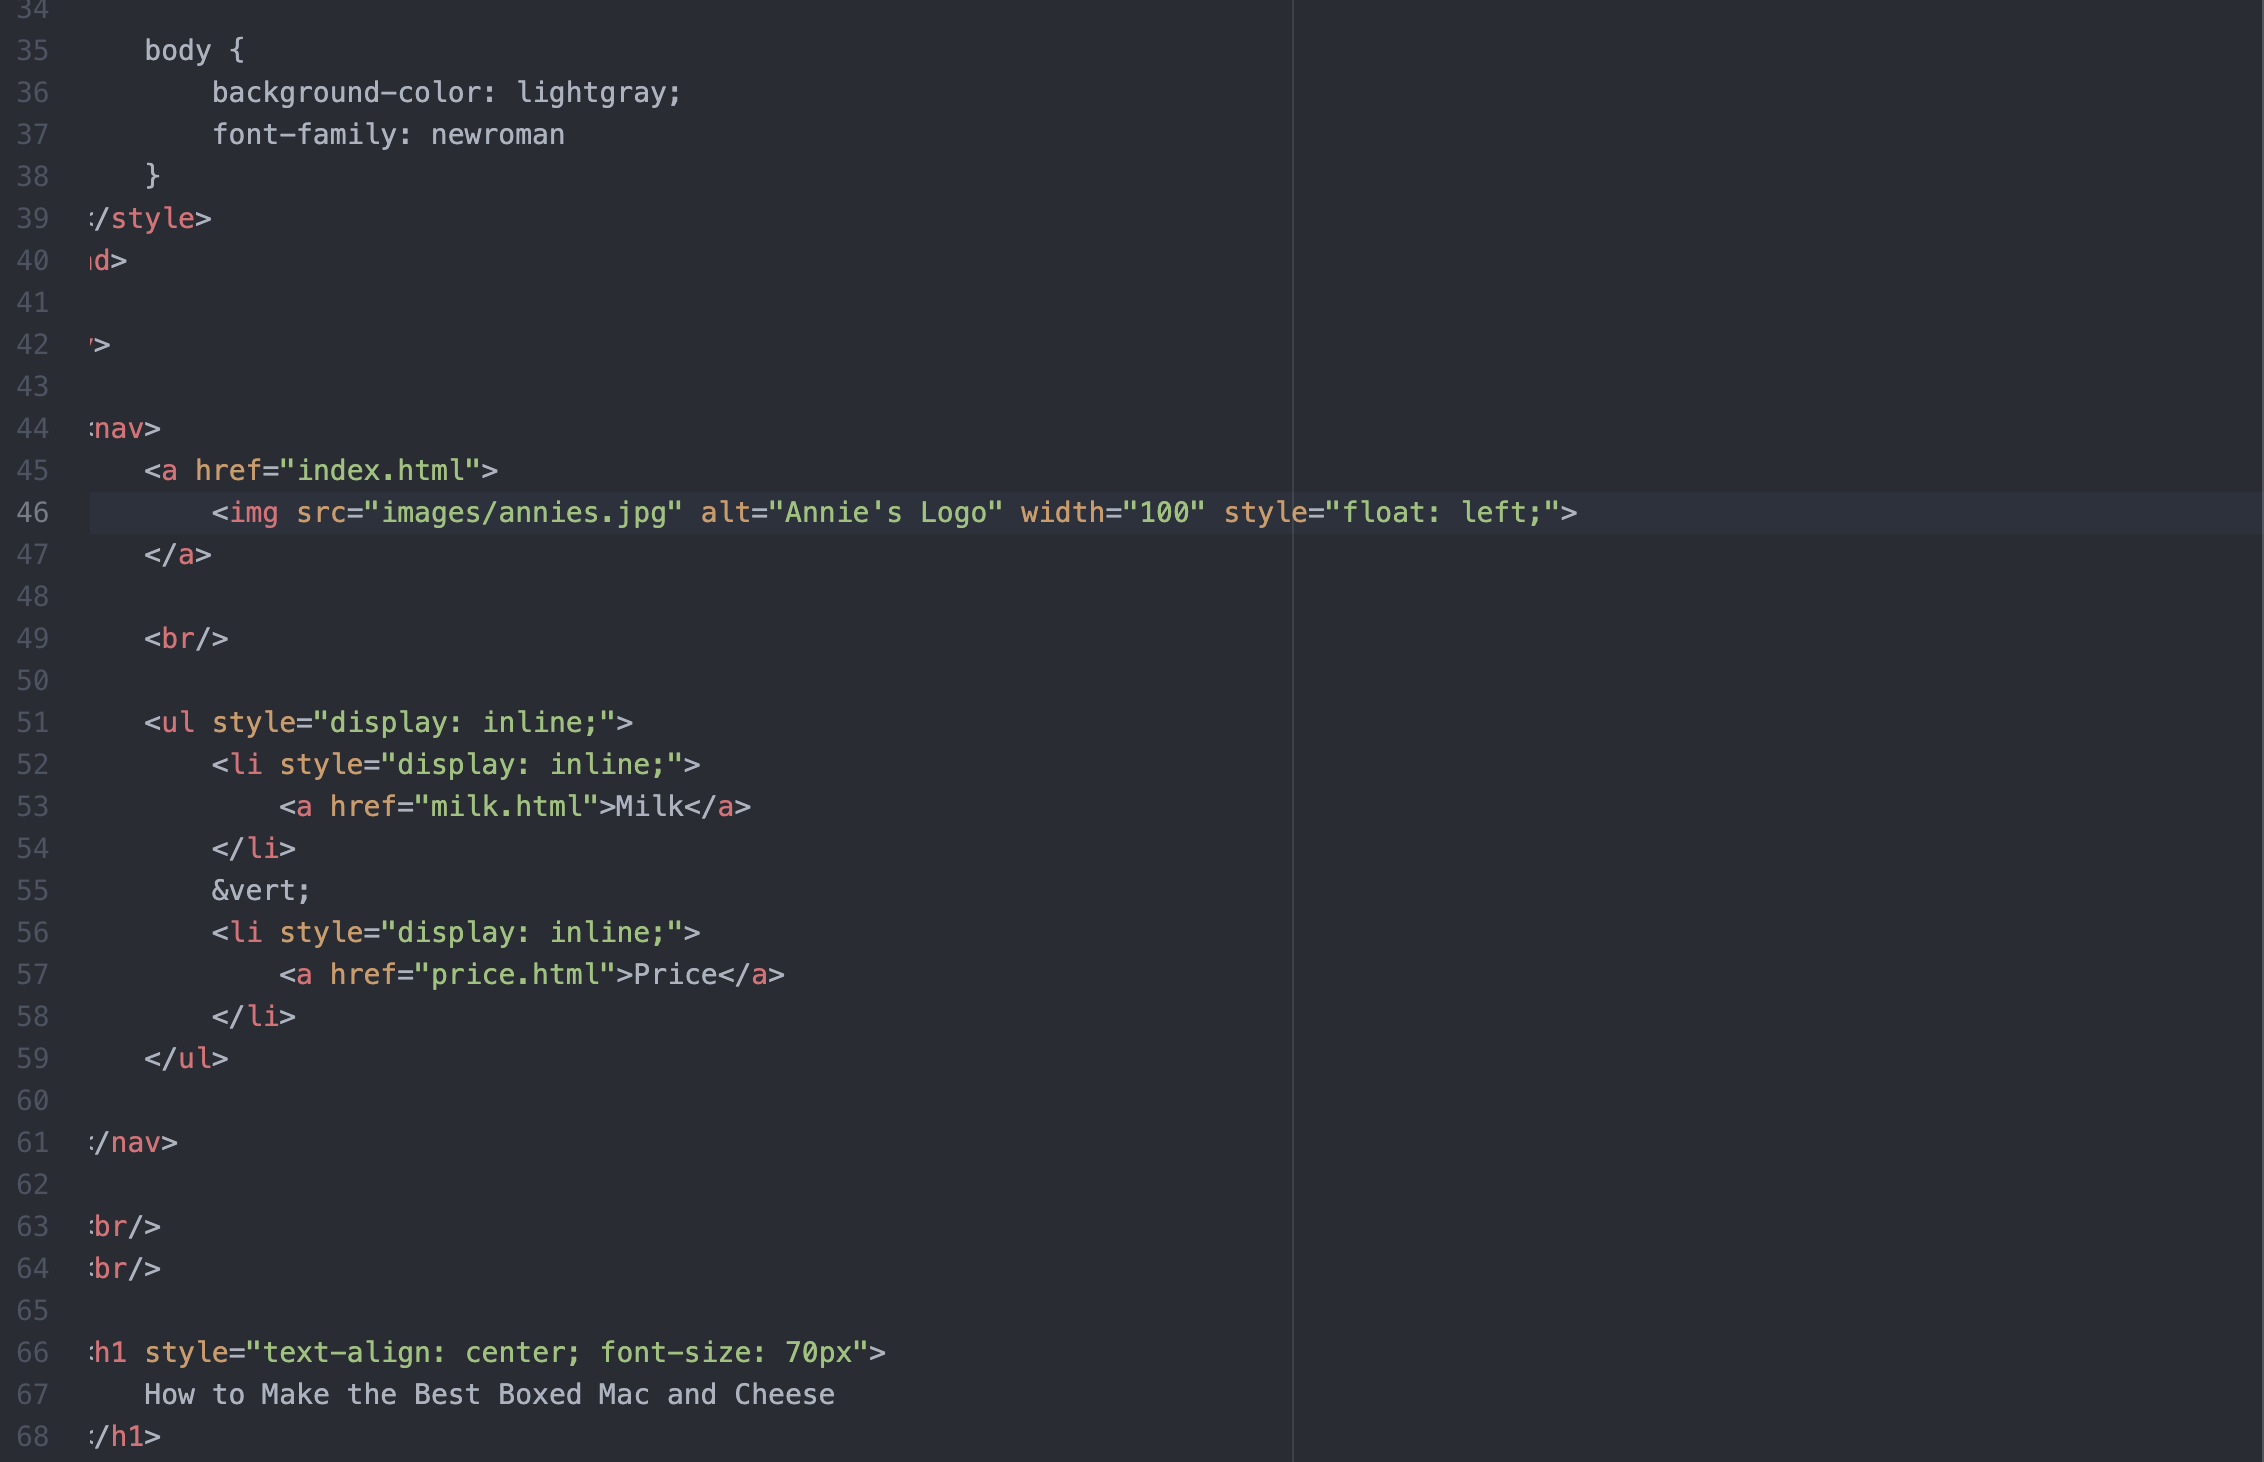 34
35 body {
36 background-color: lightgray;
37 font-family: newroman
38 }
39 </style>
40 d>
41
42 >
43
44 <nav>
45 <a href="index.html">
46 <img src="images/annies.jpg" alt="Annie's Logo" width="100" style="float: left;">
47 </a>
48
49 <br/>
50
51 <ul style="display: inline;">
52 <li style="display: inline;">
53 <a href="milk.html">Milk</a>
54 </li>
55 &vert;
56 <li style="display: inline;">
57 <a href="price.html">Price</a>
58 </li>
59 </ul>
60
61 </nav>
62
63 <br/>
64 <br/>
65
66 <h1 style="text-align: center; font-size: 70px">
67 How to Make the Best Boxed Mac and Cheese
68 </h1>